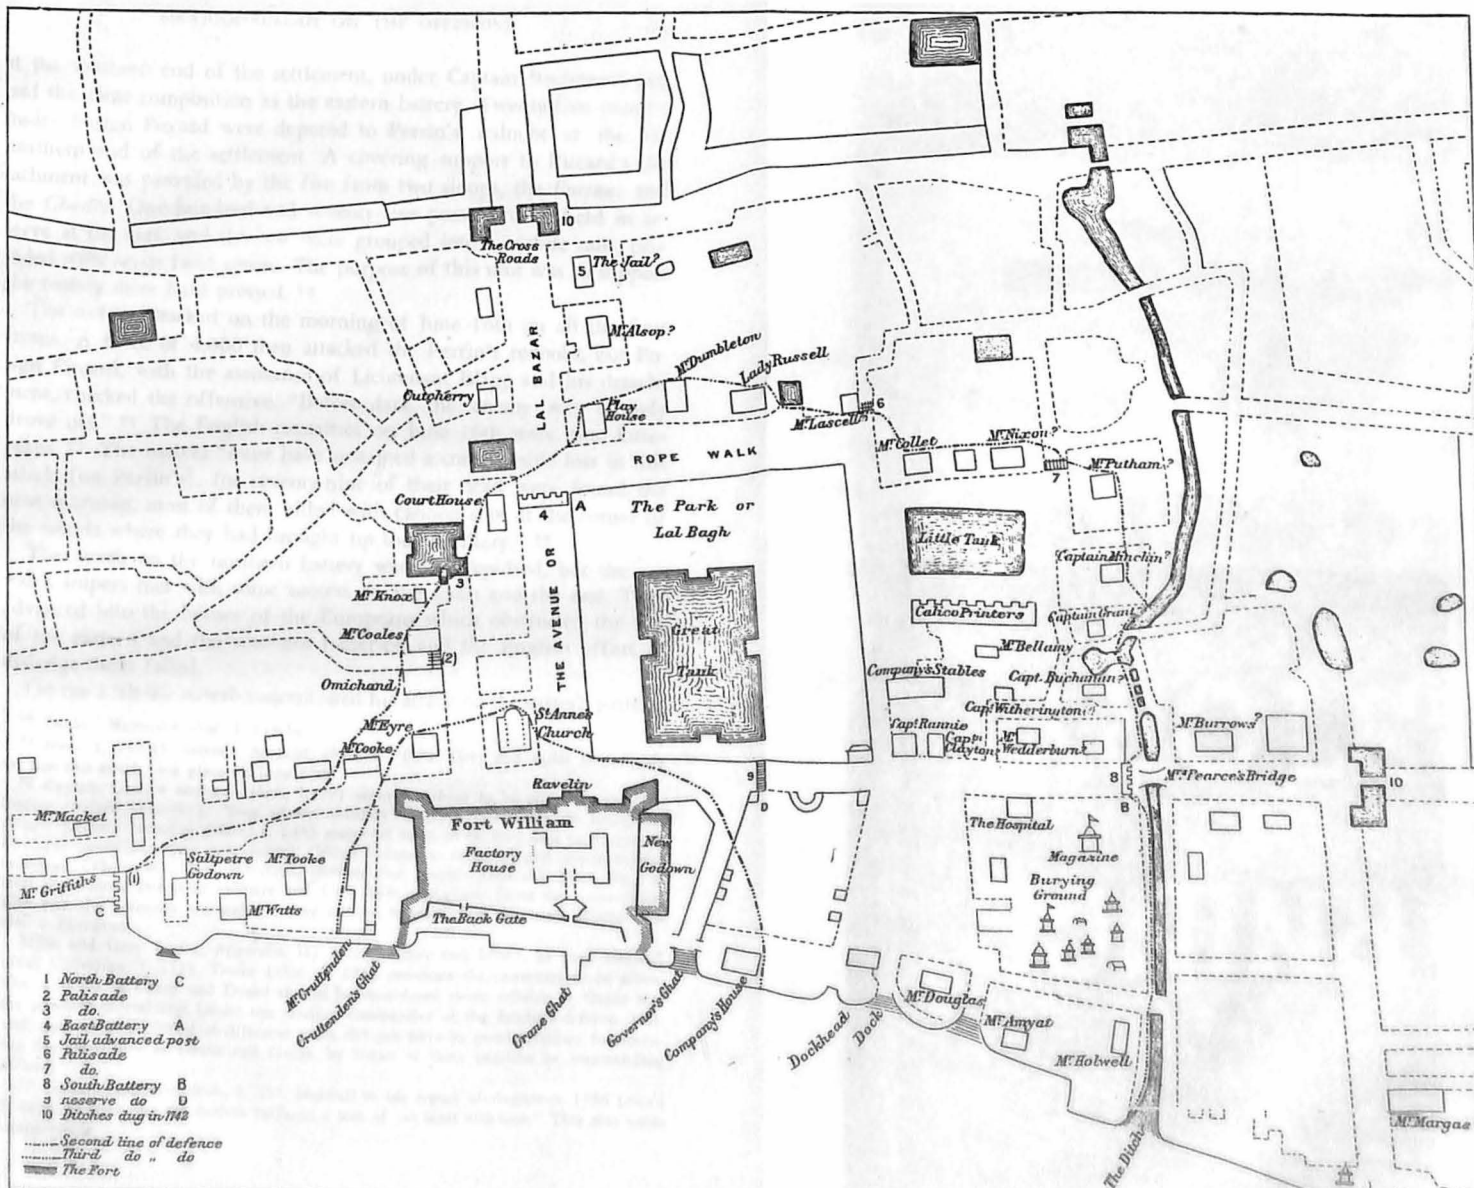 10
The Cross
Roads
5
The Jail?
Mr. Alsop?
LAL BAZAR
Mr. Dumbleton
Lady Russell
Cutcherry
Play
House
6
Mr. Lascells
ROPE WALK
Mr. Collet
Mr. Nixon?
7
Mr. Putham?
Court House
4
A
The Park or
Lal Bagh
Little Tank
Captain Minchin?
3
Mr. Knox
THE AVENUE OR
Calico Printers
Captain Grant
Mr. Coales
(2)
Great
Tank
Mr. Bellamy
Omichand
Company's Stables
Capt. Buchanan?
Capt. Witherington?
Mr. Eyre
St. Anne's
Church
Capt. Rannie
Capt.
Clayton
Mr.
Wedderburn?
Mr. Burrows?
Mr. Cooke
9
D
8
B
Mrs. Pearce's Bridge
10
Ravelin
Fort William
Mr. Macket
The Hospital
Magazine
Factory
House
New
Godown
Saltpetre
Godown
Mr. Tooke
Mr. Griffiths
(1)
C
Mr. Watts
Burying
Ground
The Back Gate
Mr. Cruttenden
Cruttenden's Ghat
Crane Ghat
Governor's Ghat
Company's House
Dockhead
Dock
Mr. Douglas
Mr. Amyat
Mr. Holwell
Mr. Margas
The Ditch
1 North Battery C
2 Palisade
3 do.
4 East Battery A
5 Jail advanced post
6 Palisade
7 do.
8 South Battery B
9 reserve do D
10 Ditches dug in 1742
Second line of defence
Third do „ do
The Fort